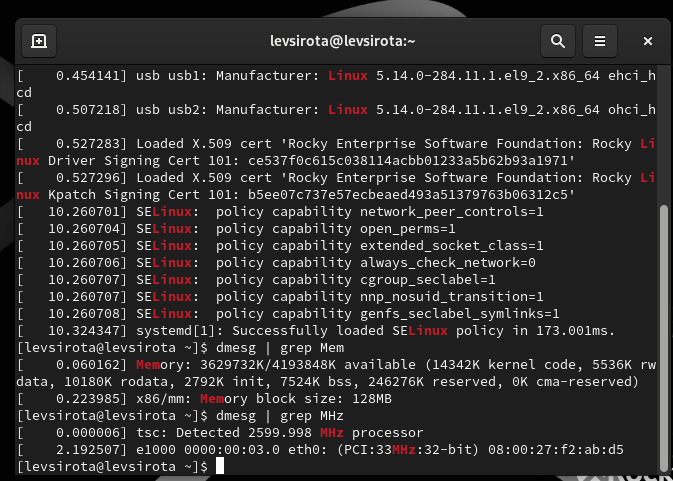 levsirota@levsirota:~
[    0.454141] usb usb1: Manufacturer: Linux 5.14.0-284.11.1.el9_2.x86_64 ehci_h
cd
[    0.507218] usb usb2: Manufacturer: Linux 5.14.0-284.11.1.el9_2.x86_64 ohci_h
cd
[    0.527283] Loaded X.509 cert 'Rocky Enterprise Software Foundation: Rocky Li
nux Driver Signing Cert 101: ce537f0c615c038114acbb01233a5b62b93a1971'
[    0.527296] Loaded X.509 cert 'Rocky Enterprise Software Foundation: Rocky Li
nux Kpatch Signing Cert 101: b5ee07c737e57ecbeaed493a51379763b06312c5'
[   10.260701] SELinux:  policy capability network_peer_controls=1
[   10.260704] SELinux:  policy capability open_perms=1
[   10.260705] SELinux:  policy capability extended_socket_class=1
[   10.260706] SELinux:  policy capability always_check_network=0
[   10.260707] SELinux:  policy capability cgroup_seclabel=1
[   10.260707] SELinux:  policy capability nnp_nosuid_transition=1
[   10.260708] SELinux:  policy capability genfs_seclabel_symlinks=1
[   10.324347] systemd[1]: Successfully loaded SELinux policy in 173.001ms.
[levsirota@levsirota ~]$ dmesg | grep Mem
[    0.060162] Memory: 3629732K/4193848K available (14342K kernel code, 5536K rw
data, 10180K rodata, 2792K init, 7524K bss, 246276K reserved, 0K cma-reserved)
[    0.223985] x86/mm: Memory block size: 128MB
[levsirota@levsirota ~]$ dmesg | grep MHz
[    0.000006] tsc: Detected 2599.998 MHz processor
[    2.192507] e1000 0000:00:03.0 eth0: (PCI:33MHz:32-bit) 08:00:27:f2:ab:d5
[levsirota@levsirota ~]$